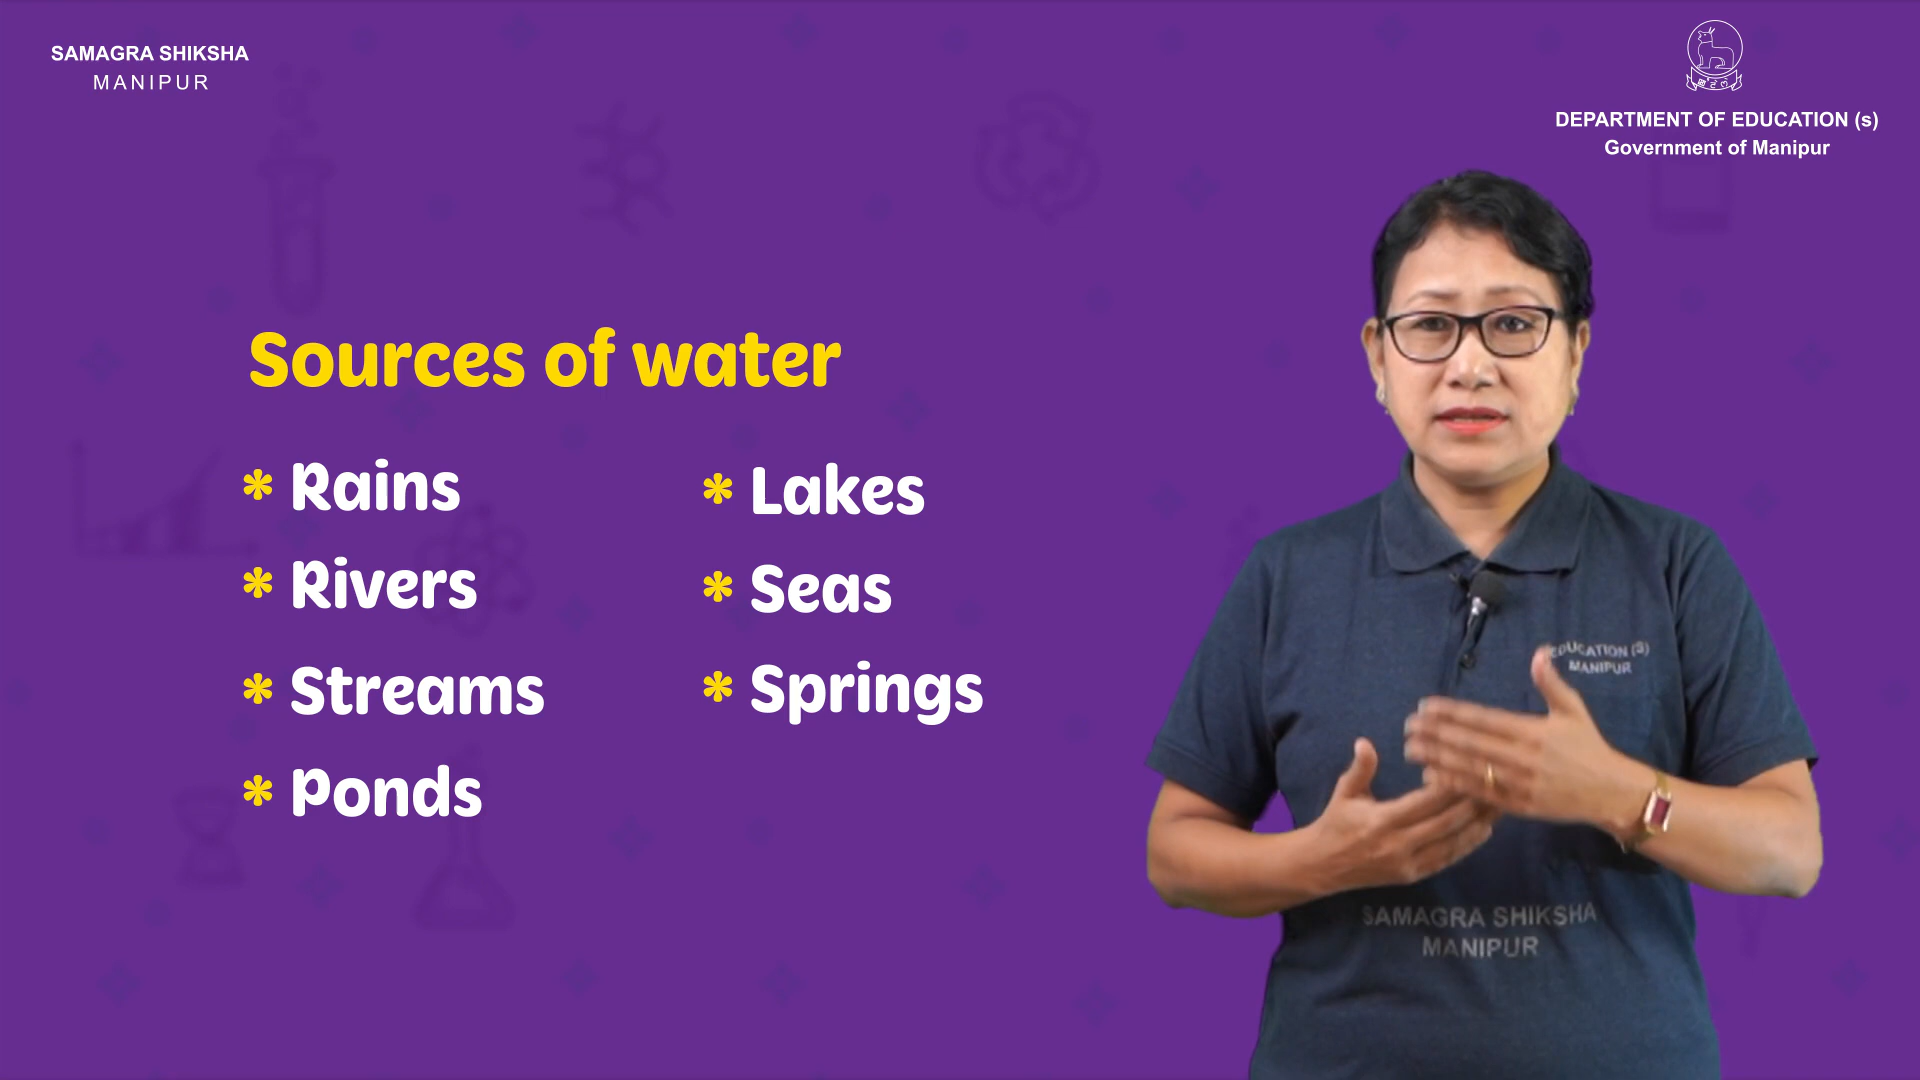 SAMAGRA SHIKSHA
MANIPUR
DEPARTMENT OF EDUCATION (s)
Government of Manipur
Sources of water
* Rains
* Rivers
* Streams
* Ponds
* Lakes
* Seas
* Springs
EDUCATION (S)
MANIPUR
SAMAGRA SHIKSHA
MANIPUR